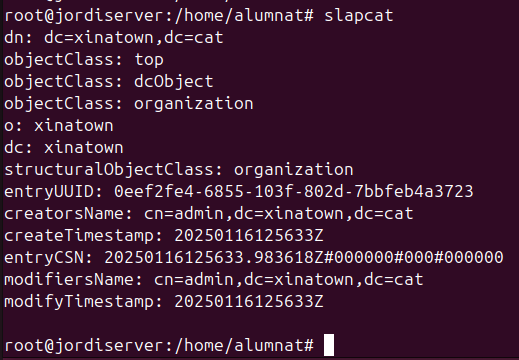 root@jordiserver:/home/alumnat# slapcat
dn: dc=xinatown,dc=cat
objectClass: top
objectClass: dcObject
objectClass: organization
o: xinatown
dc: xinatown
structuralObjectClass: organization
entryUUID: 0eef2fe4-6855-103f-802d-7bbfeb4a3723
creatorsName: cn=admin,dc=xinatown,dc=cat
createTimestamp: 20250116125633Z
entryCSN: 20250116125633.983618Z#000000#000#000000
modifiersName: cn=admin,dc=xinatown,dc=cat
modifyTimestamp: 20250116125633Z
root@jordiserver:/home/alumnat#